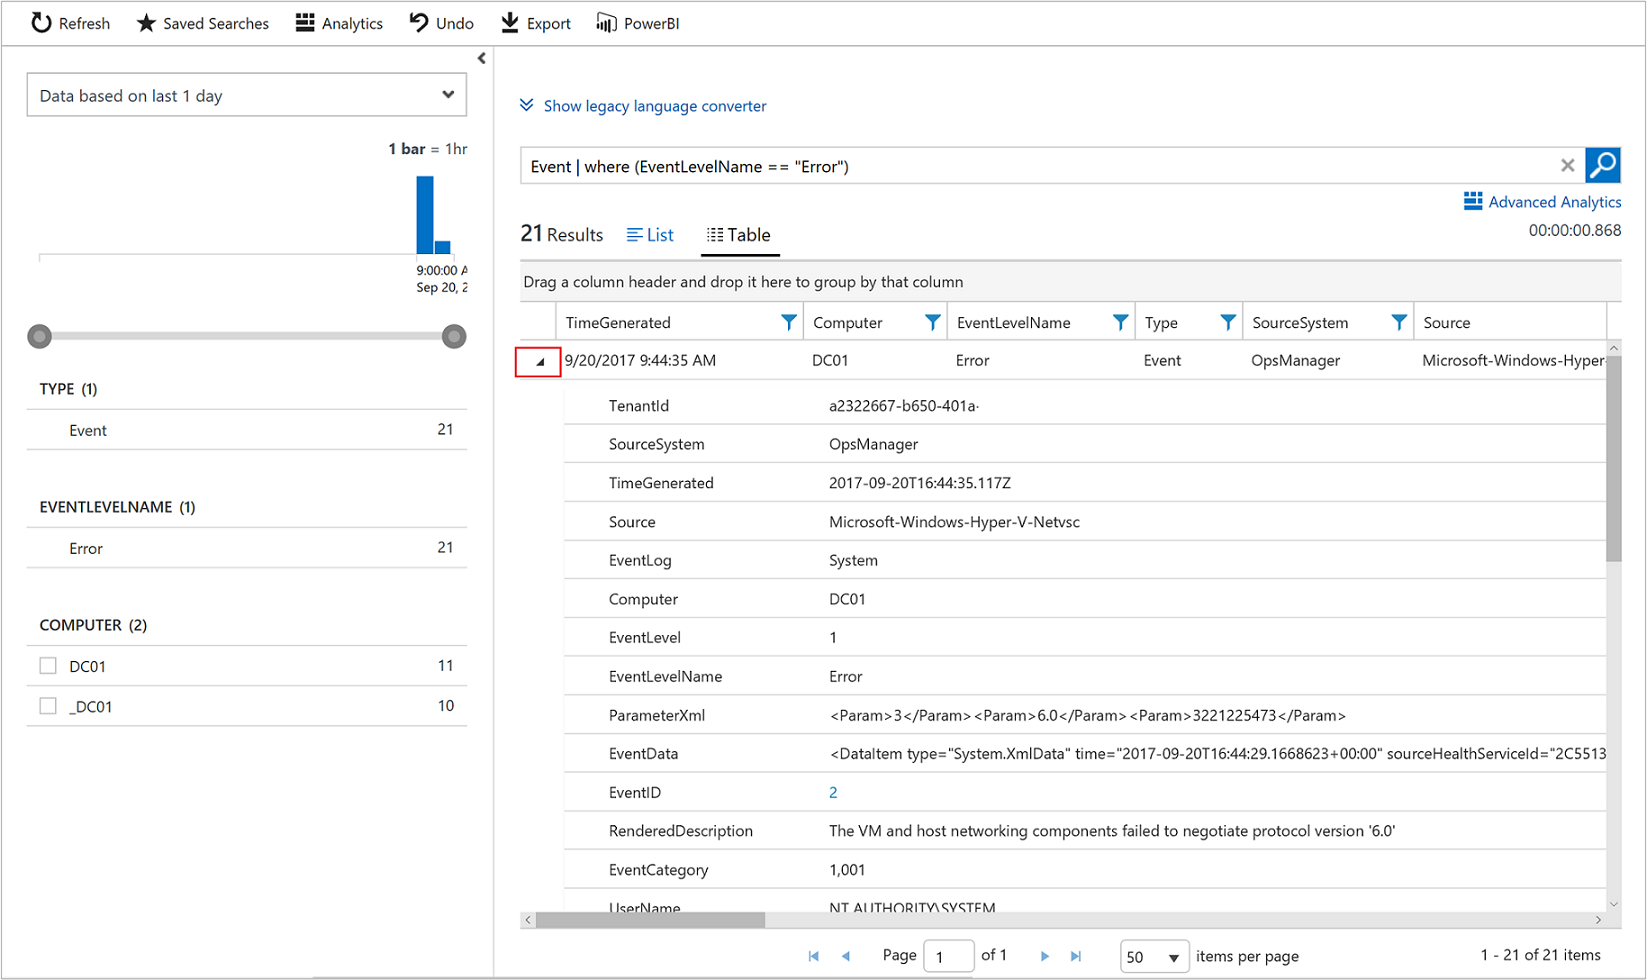 Refresh Saved Searches Analytics Undo Export PowerBI
Data based on last 1 day
1 bar = 1hr
9:00:00 A
Sep 20, 2
TYPE (1)
Event 21
EVENTLEVELNAME (1)
Error 21
COMPUTER (2)
DC01 11
_DC01 10
Show legacy language converter
Event | where (EventLevelName == "Error")
Advanced Analytics
00:00:00.868
21 Results List Table
Drag a column header and drop it here to group by that column
TimeGenerated Computer EventLevelName Type SourceSystem Source
9/20/2017 9:44:35 AM DC01 Error Event OpsManager Microsoft-Windows-Hyper-
TenantId a2322667-b650-401a-
SourceSystem OpsManager
TimeGenerated 2017-09-20T16:44:35.117Z
Source Microsoft-Windows-Hyper-V-Netvsc
EventLog System
Computer DC01
EventLevel 1
EventLevelName Error
ParameterXml <Param>3</Param><Param>6.0</Param><Param>3221225473</Param>
EventData <DataItem type="System.XmlData" time="2017-09-20T16:44:29.1668623+00:00" sourceHealthServiceId="2C5513
EventID 2
RenderedDescription The VM and host networking components failed to negotiate protocol version '6.0'
EventCategory 1,001
UserName NT AUTHORITY\SYSTEM
Page 1 of 1 50 items per page 1 - 21 of 21 items